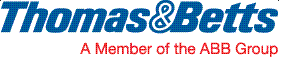 Thomas&Betts
A Member of the ABB Group